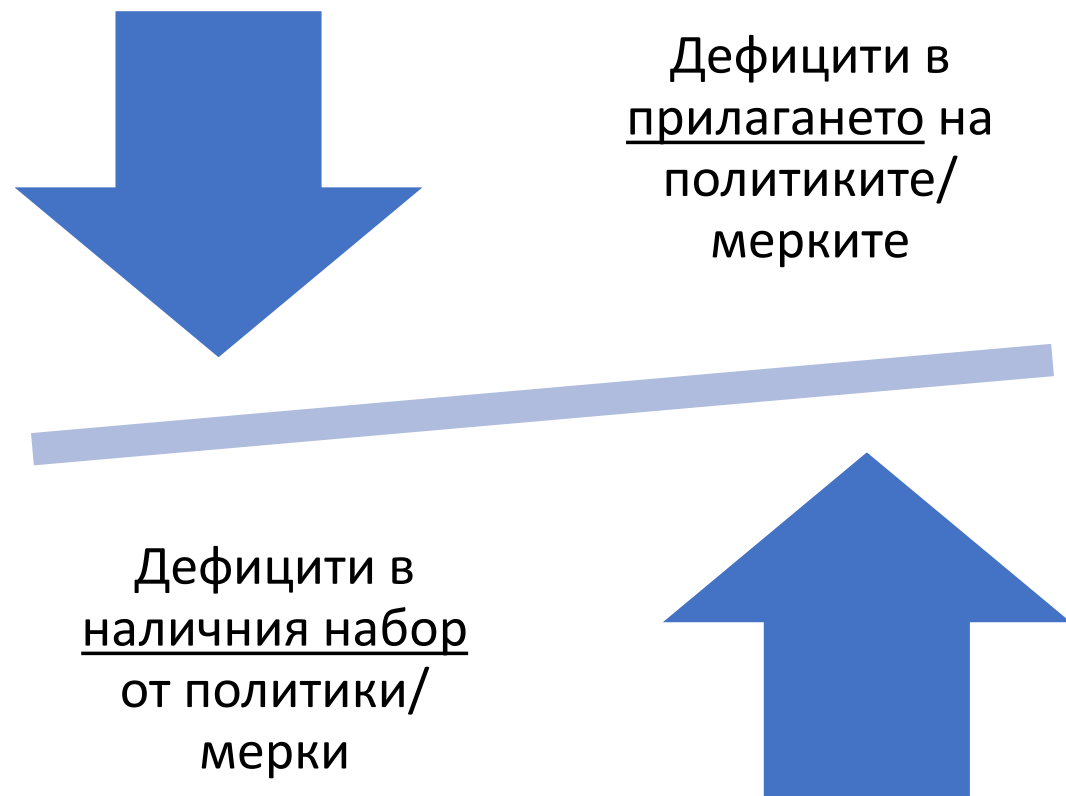 Дефицити в
прилагането на
политиките/
мерките
Дефицити в
наличния набор
от политики/
мерки